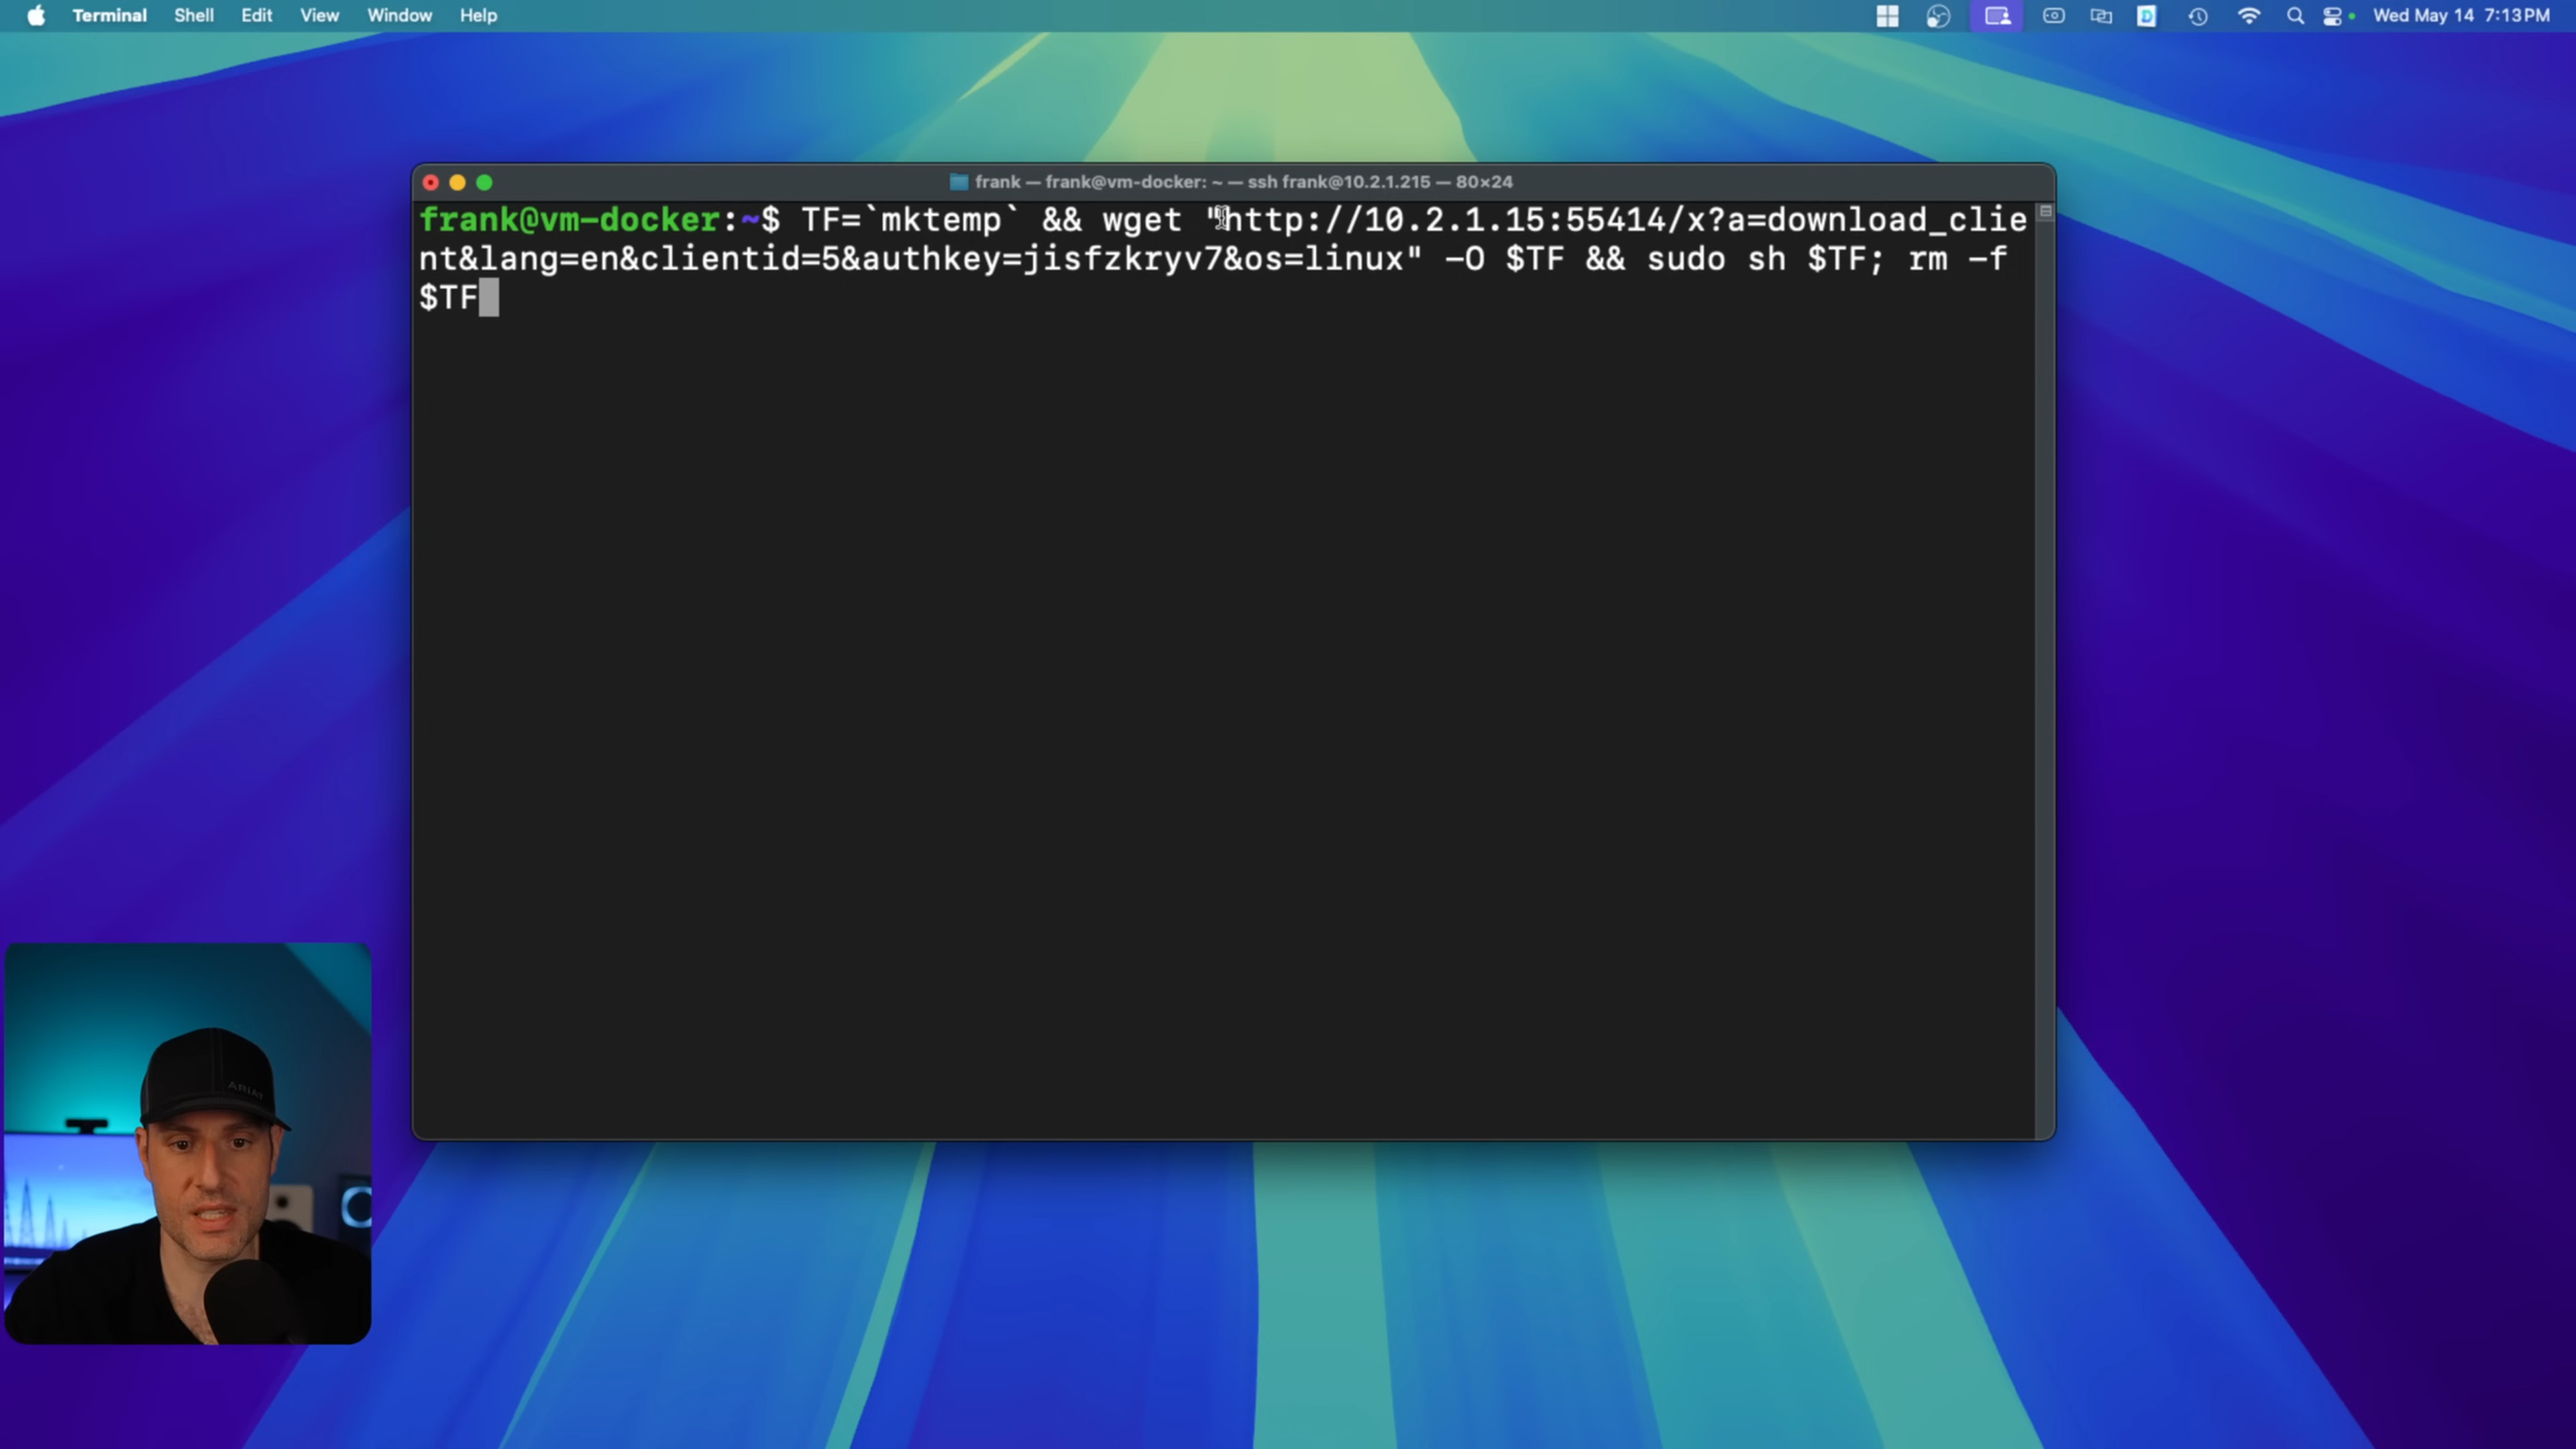 Terminal Shell Edit View Window Help Wed May 14 7:13 PM
frank — frank@vm-docker: ~ — ssh frank@10.2.1.215 — 80×24
frank@vm-docker:~$ TF=`mktemp` && wget "http://10.2.1.15:55414/x?a=download_clie
nt&lang=en&clientid=5&authkey=jisfzkryv7&os=linux" -O $TF && sudo sh $TF; rm -f
$TF
ARIAT